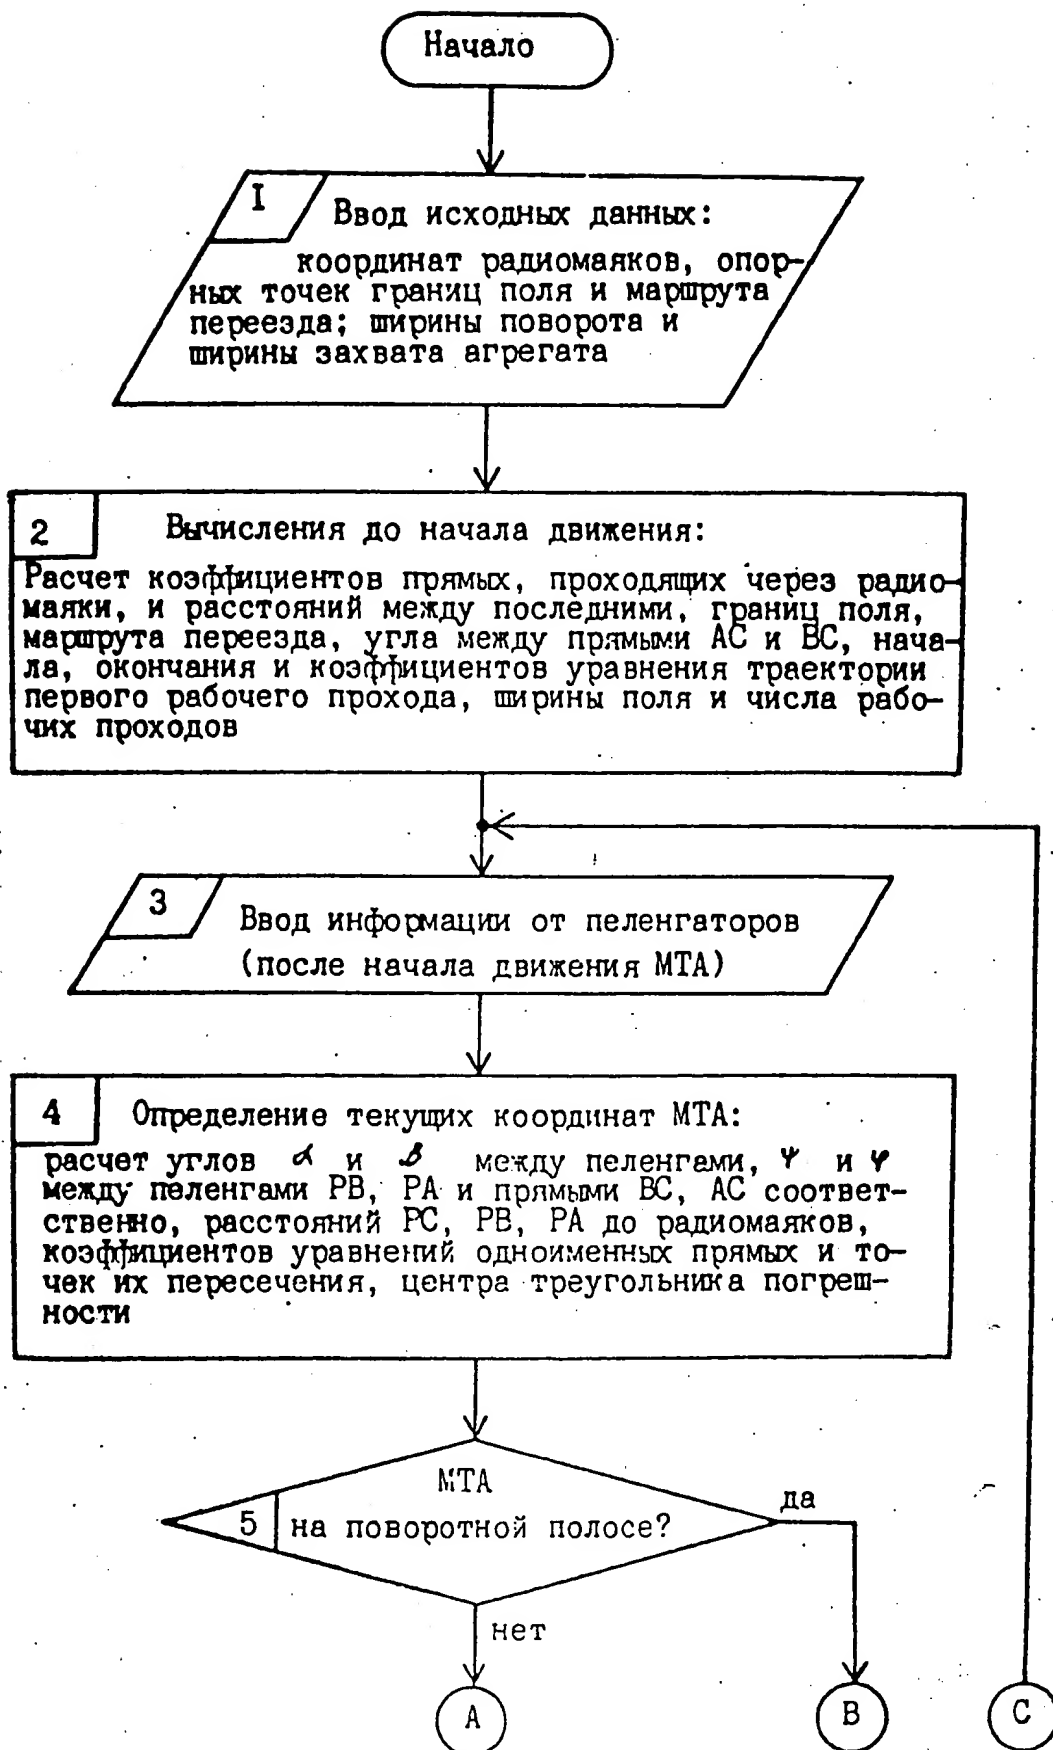 Начало
I
Ввод исходных данных:
координат радиомаяков, опор-
ных точек границ поля и маршрута
переезда; ширины поворота и
ширины захвата агрегата
2
Вычисления до начала движения:
Расчет коэффициентов прямых, проходящих через радио-
маяки, и расстояний между последними, границ поля,
маршрута переезда, угла между прямыми АС и ВС, нача-
ла, окончания и коэффициентов уравнения траектории
первого рабочего прохода, ширины поля и числа рабо-
чих проходов
3
Ввод информации от пеленгаторов
(после начала движения МТА)
4
Определение текущих координат МТА:
расчет углов α и β между пеленгами, Ψ и φ
между пеленгами РВ, РА и прямыми ВС, АС соответ-
ственно, расстояний РС, РВ, РА до радиомаяков,
коэффициентов уравнений одноименных прямых и то-
чек их пересечения, центра треугольника погреш-
ности
МТА
5
на поворотной полосе?
да
нет
А
В
С